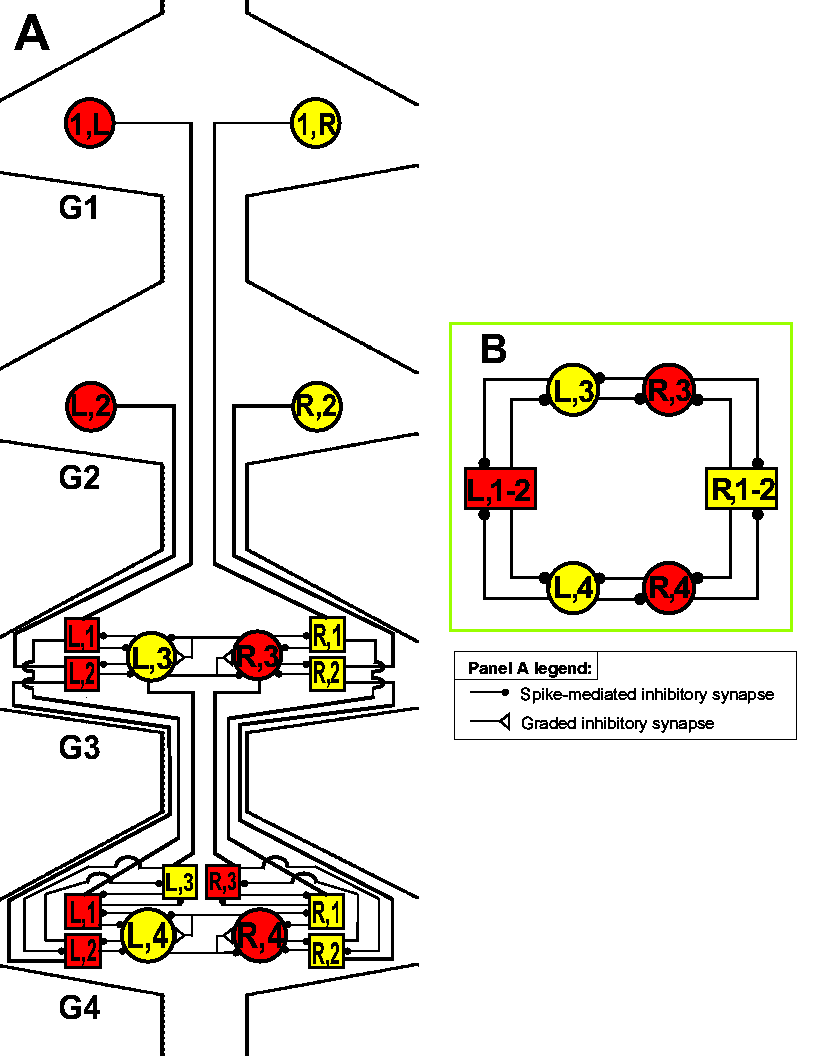 A
1,L
1,R
G1
L,2
R,2
G2
L,1
L,2
L,3
R,3
R,1
R,2
G3
L,3
R,3
L,1
L,2
L,4
R,4
R,1
R,2
G4
B
L,3
R,3
L,1-2
R,1-2
L,4
R,4
Panel A legend:
Spike-mediated inhibitory synapse
Graded inhibitory synapse